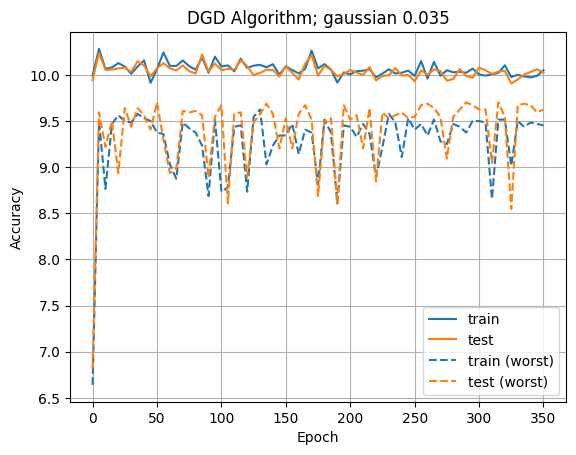 DGD Algorithm; gaussian 0.035
Accuracy
10.0
9.5
9.0
8.5
8.0
7.5
7.0
6.5
train
test
train (worst)
test (worst)
0 50 100 150 200 250 300 350
Epoch